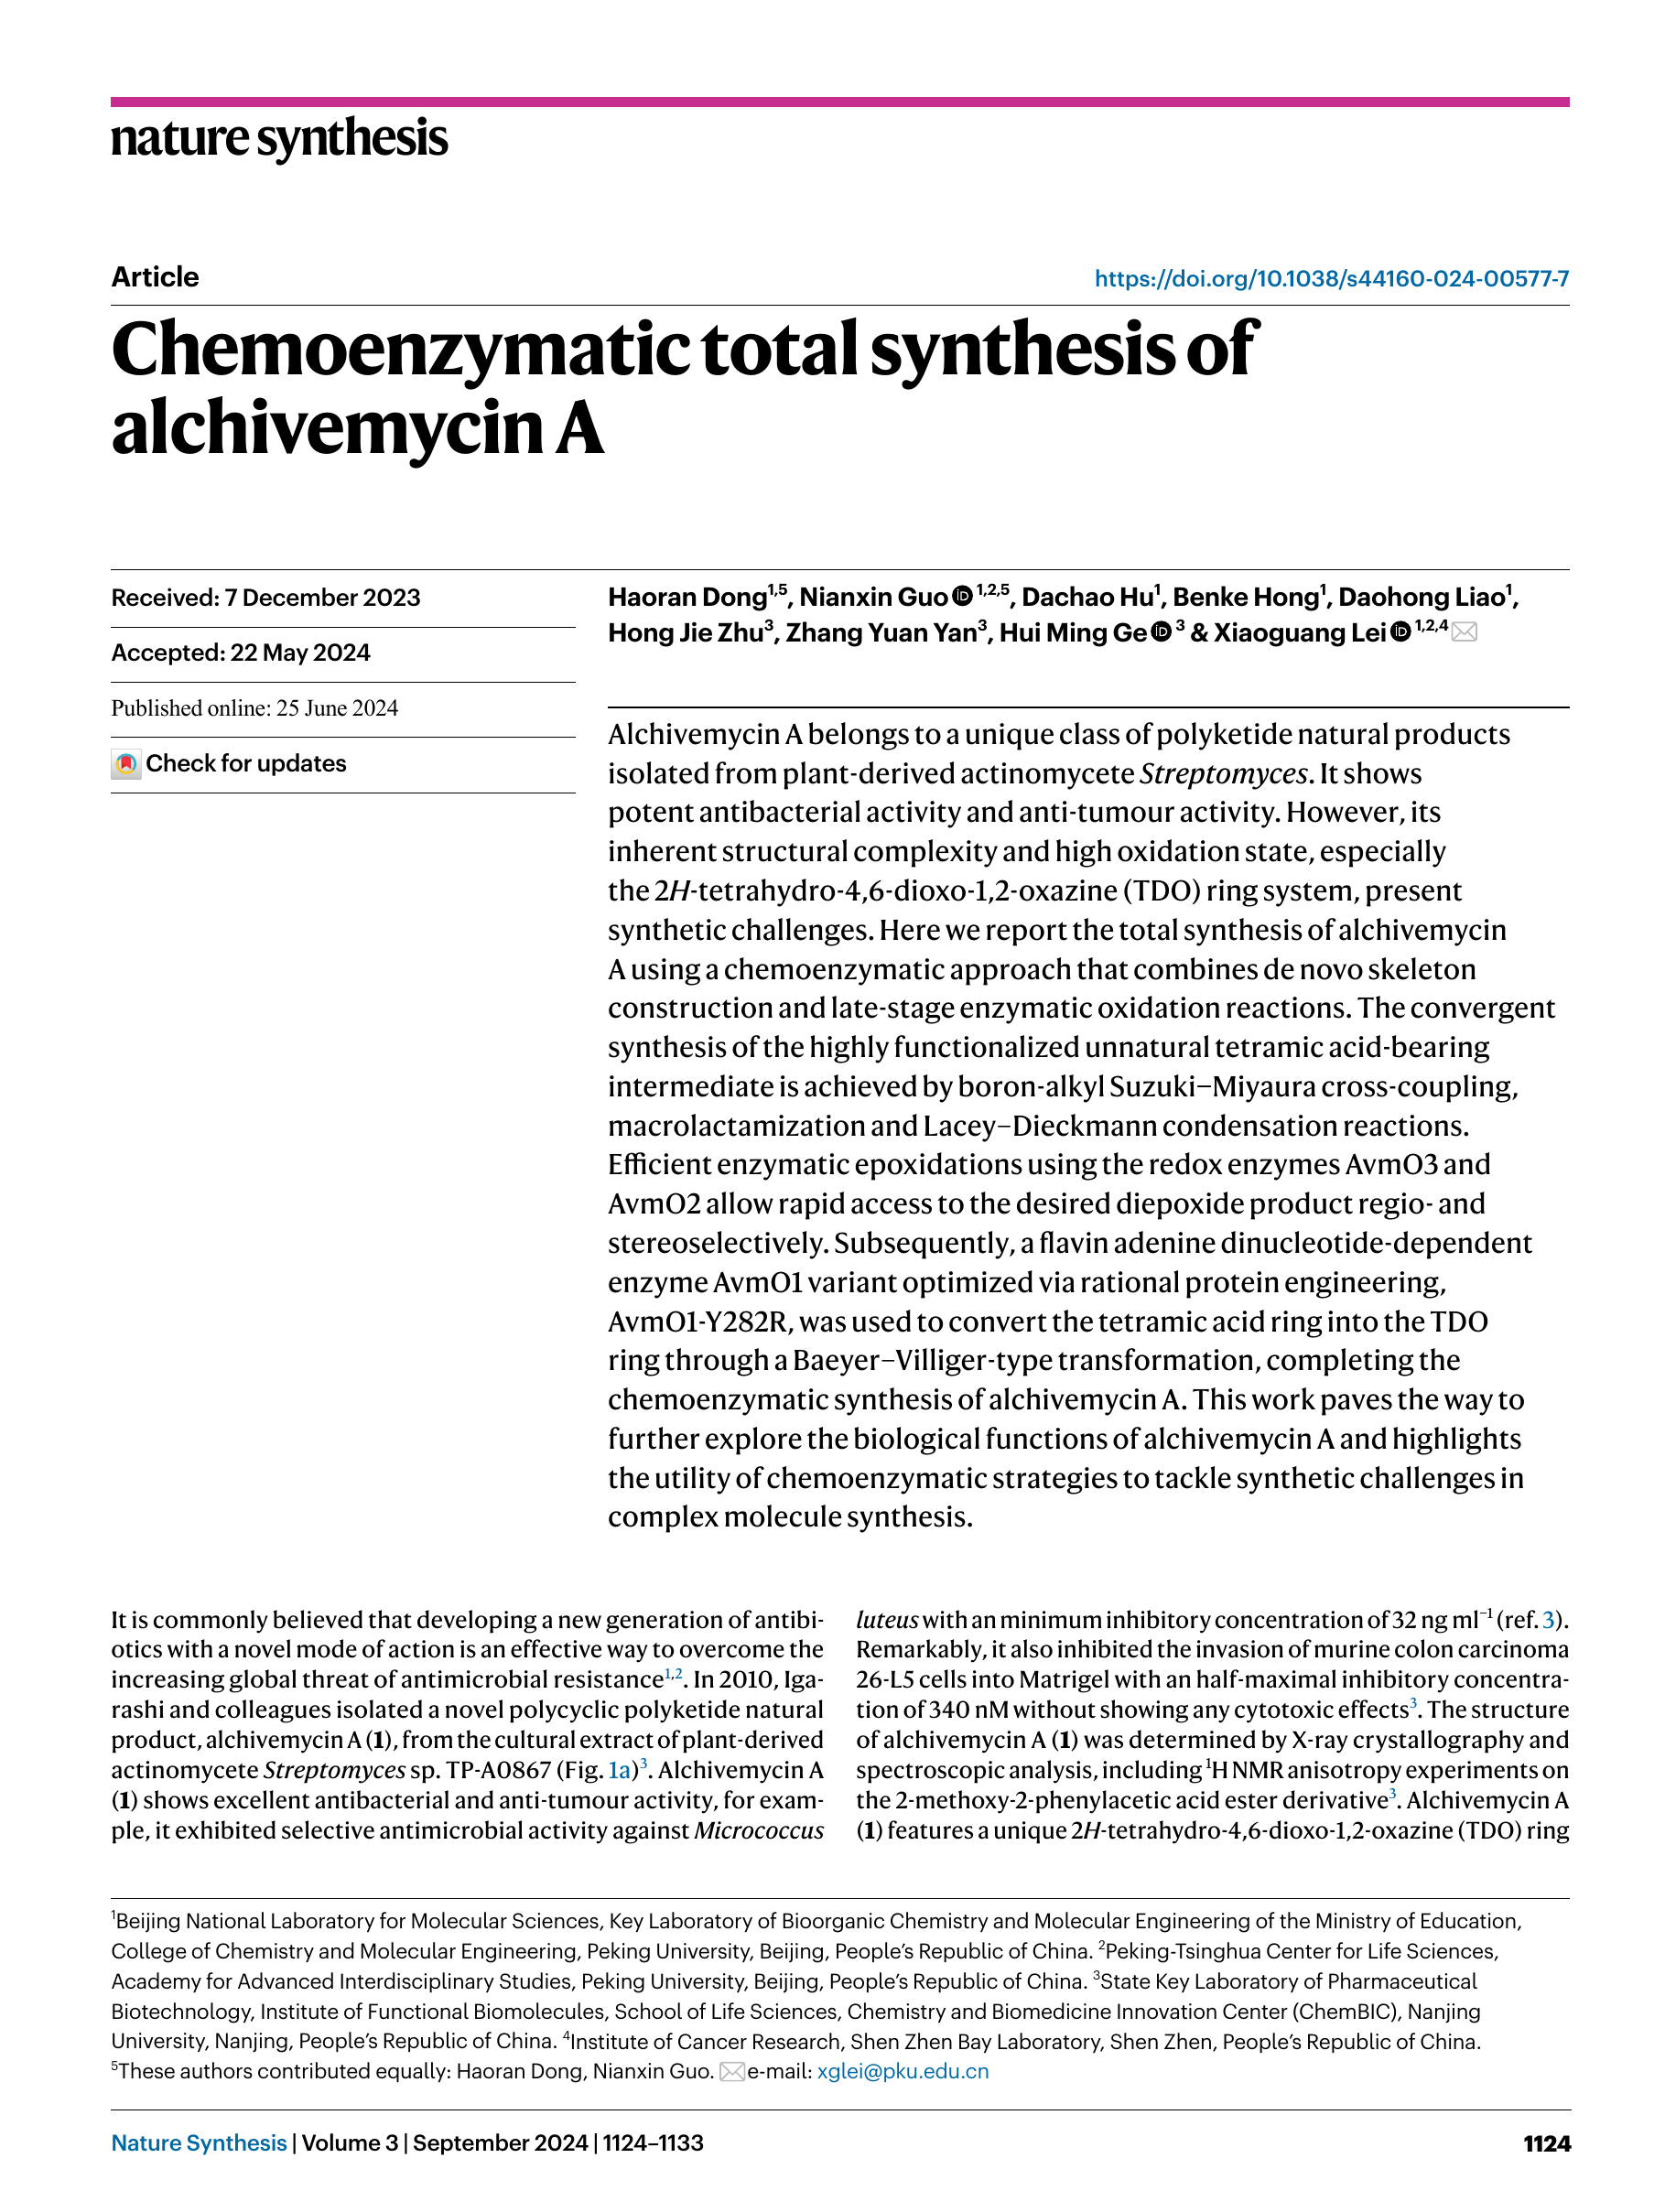 nature synthesis
Article
https://doi.org/10.1038/s44160-024-00577-7
Chemoenzymatic total synthesis of
alchivemycin A
Received: 7 December 2023
Accepted: 22 May 2024
Published online: 25 June 2024
Check for updates
Haoran Dong1,5, Nianxin Guo 1,2,5, Dachao Hu1, Benke Hong1, Daohong Liao1,
Hong Jie Zhu3, Zhang Yuan Yan3, Hui Ming Ge 3 & Xiaoguang Lei 1,2,4
Alchivemycin A belongs to a unique class of polyketide natural products
isolated from plant-derived actinomycete Streptomyces. It shows
potent antibacterial activity and anti-tumour activity. However, its
inherent structural complexity and high oxidation state, especially
the 2H-tetrahydro-4,6-dioxo-1,2-oxazine (TDO) ring system, present
synthetic challenges. Here we report the total synthesis of alchivemycin
A using a chemoenzymatic approach that combines de novo skeleton
construction and late-stage enzymatic oxidation reactions. The convergent
synthesis of the highly functionalized unnatural tetramic acid-bearing
intermediate is achieved by boron-alkyl Suzuki–Miyaura cross-coupling,
macrolactamization and Lacey–Dieckmann condensation reactions.
Efficient enzymatic epoxidations using the redox enzymes AvmO3 and
AvmO2 allow rapid access to the desired diepoxide product regio- and
stereoselectively. Subsequently, a flavin adenine dinucleotide-dependent
enzyme AvmO1 variant optimized via rational protein engineering,
AvmO1-Y282R, was used to convert the tetramic acid ring into the TDO
ring through a Baeyer–Villiger-type transformation, completing the
chemoenzymatic synthesis of alchivemycin A. This work paves the way to
further explore the biological functions of alchivemycin A and highlights
the utility of chemoenzymatic strategies to tackle synthetic challenges in
complex molecule synthesis.
It is commonly believed that developing a new generation of antibi-
otics with a novel mode of action is an effective way to overcome the
increasing global threat of antimicrobial resistance1,2. In 2010, Iga-
rashi and colleagues isolated a novel polycyclic polyketide natural
product, alchivemycin A (1), from the cultural extract of plant-derived
actinomycete Streptomyces sp. TP-A0867 (Fig. 1a)3. Alchivemycin A
(1) shows excellent antibacterial and anti-tumour activity, for exam-
ple, it exhibited selective antimicrobial activity against Micrococcus
luteus with an minimum inhibitory concentration of 32 ng ml−1 (ref. 3).
Remarkably, it also inhibited the invasion of murine colon carcinoma
26-L5 cells into Matrigel with an half-maximal inhibitory concentra-
tion of 340 nM without showing any cytotoxic effects3. The structure
of alchivemycin A (1) was determined by X-ray crystallography and
spectroscopic analysis, including 1H NMR anisotropy experiments on
the 2-methoxy-2-phenylacetic acid ester derivative3. Alchivemycin A
(1) features a unique 2H-tetrahydro-4,6-dioxo-1,2-oxazine (TDO) ring
1Beijing National Laboratory for Molecular Sciences, Key Laboratory of Bioorganic Chemistry and Molecular Engineering of the Ministry of Education,
College of Chemistry and Molecular Engineering, Peking University, Beijing, People’s Republic of China. 2Peking-Tsinghua Center for Life Sciences,
Academy for Advanced Interdisciplinary Studies, Peking University, Beijing, People’s Republic of China. 3State Key Laboratory of Pharmaceutical
Biotechnology, Institute of Functional Biomolecules, School of Life Sciences, Chemistry and Biomedicine Innovation Center (ChemBIC), Nanjing
University, Nanjing, People’s Republic of China. 4Institute of Cancer Research, Shen Zhen Bay Laboratory, Shen Zhen, People’s Republic of China.
5These authors contributed equally: Haoran Dong, Nianxin Guo. e-mail: xglei@pku.edu.cn
Nature Synthesis | Volume 3 | September 2024 | 1124–1133
1124